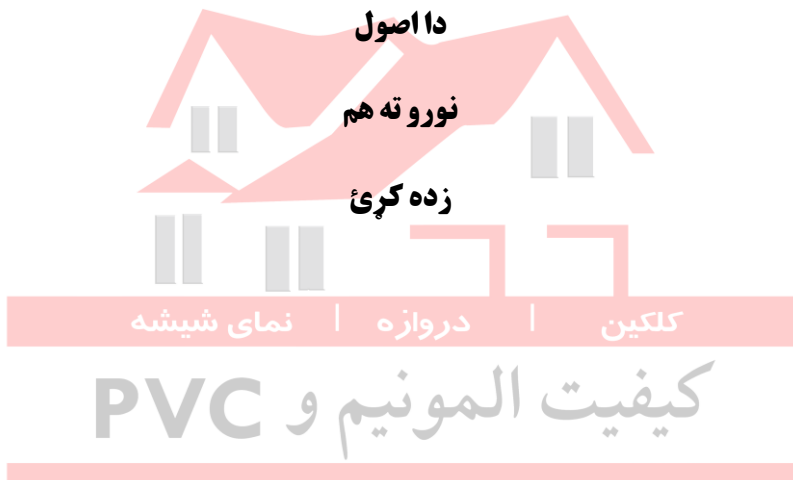 دا اصول
نورو ته هم
زده کړئ
کلکین | دروازه | نمای شیشه
کیفیت المونیم و PVC